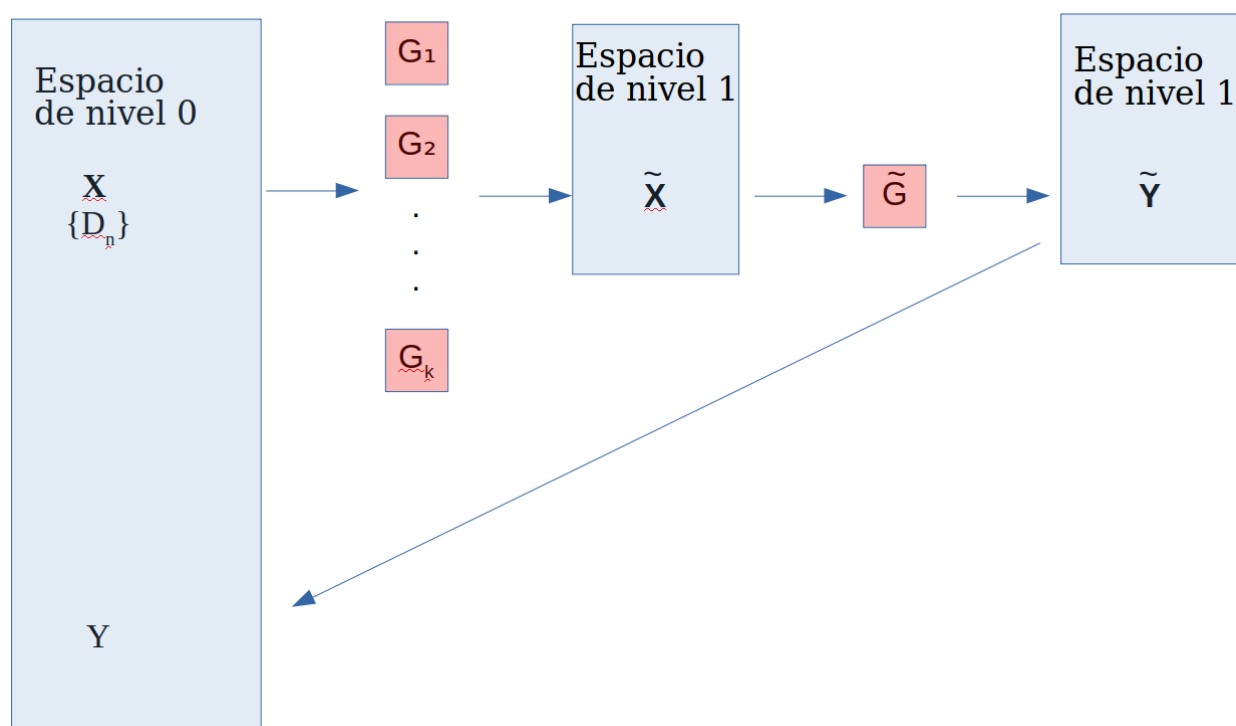 Espacio
de nivel 0
X
{Dₙ}
Y
G₁
G₂
.
.
.
Gₖ
Espacio
de nivel 1
X̃
G̃
Espacio
de nivel 1
Ỹ